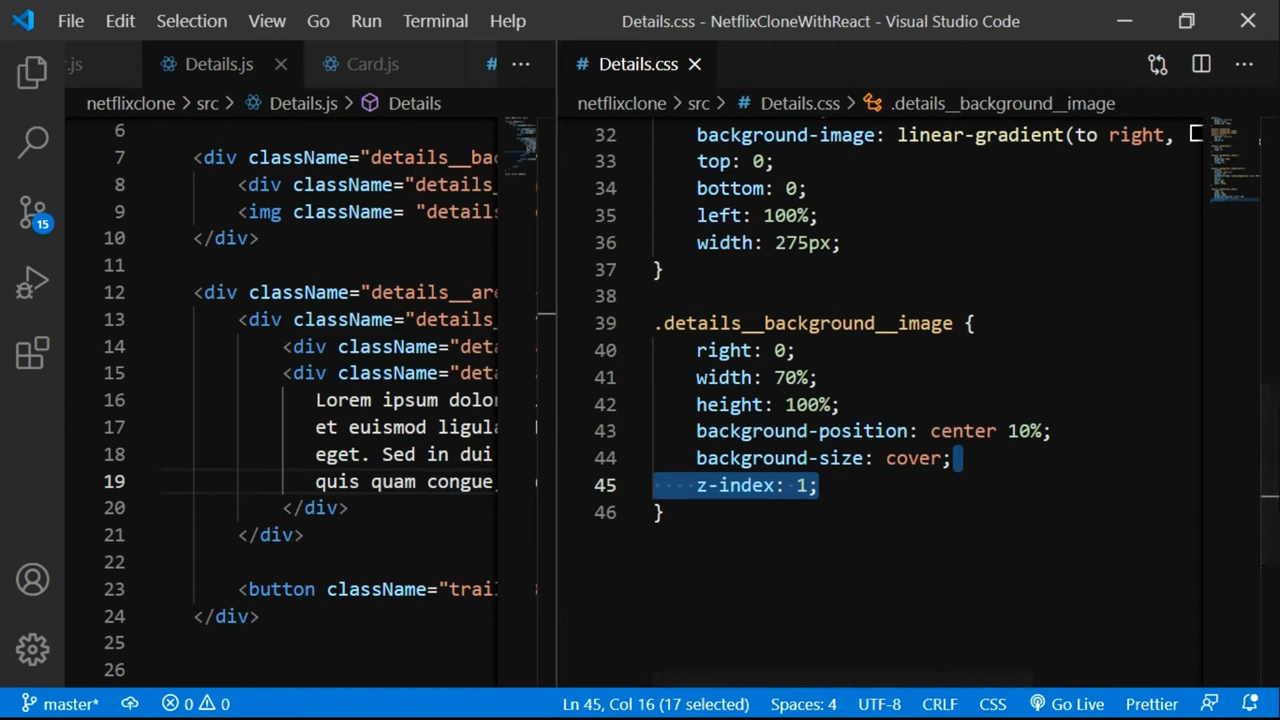 File Edit Selection View Go Run Terminal Help Details.css - NetflixCloneWithReact - Visual Studio Code
.js Details.js Card.js # ...
netflixclone > src > Details.js > Details
6
7 <div className="details__bac
8 <div className="details_
9 <img className= "details
10 </div>
11
12 <div className="details__are
13 <div className="details_
14 <div className="deta
15 <div className="deta
16 Lorem ipsum dolor
17 et euismod ligula
18 eget. Sed in dui
19 quis quam congue,
20 </div>
21 </div>
22
23 <button className="trail
24 </div>
25
26
# Details.css ...
netflixclone > src > # Details.css > .details__background__image
32 background-image: linear-gradient(to right,
33 top: 0;
34 bottom: 0;
35 left: 100%;
36 width: 275px;
37 }
38
39 .details__background__image {
40 right: 0;
41 width: 70%;
42 height: 100%;
43 background-position: center 10%;
44 background-size: cover;
45 ····z-index:·1;
46 }
15
master* 0 0 Ln 45, Col 16 (17 selected) Spaces: 4 UTF-8 CRLF CSS Go Live Prettier